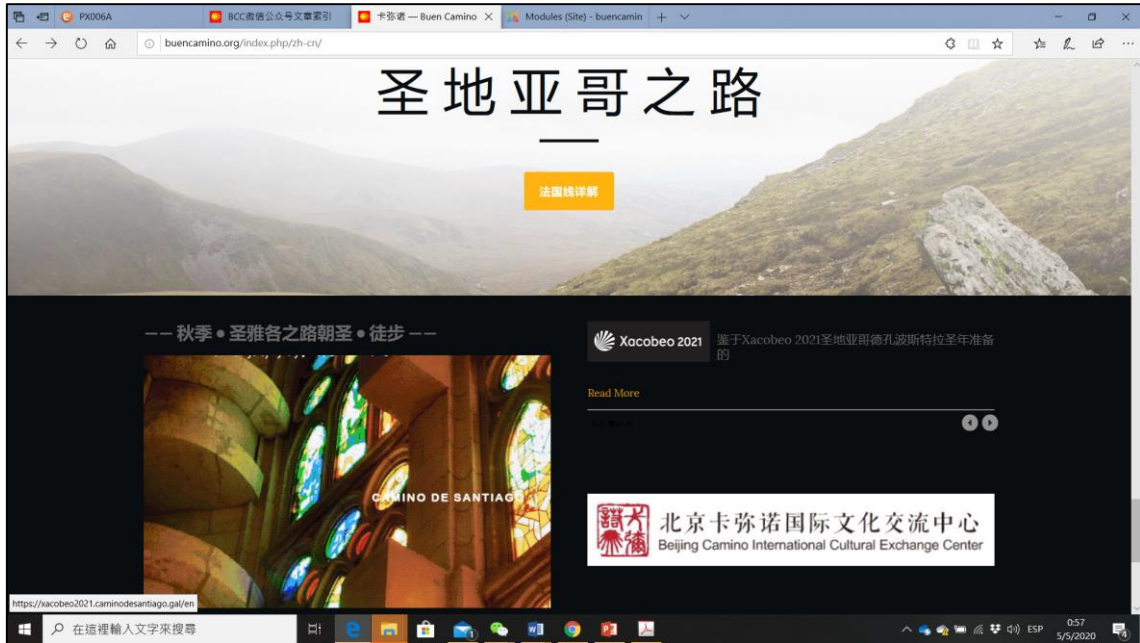 PX006A
BCC微信公众号文章索引
卡弥诺 — Buen Camino
Modules (Site) - buencamin
buencamino.org/index.php/zh-cn/
圣地亚哥之路
法国线详解
−− 秋季 • 圣雅各之路朝圣 • 徒步 −−
CAMINO DE SANTIAGO
Xacobeo 2021
鉴于Xacobeo 2021圣地亚哥德孔波斯特拉圣年准备
的
Read More
北京卡弥诺国际文化交流中心
Beijing Camino International Cultural Exchange Center
https://xacobeo2021.caminodesantiago.gal/en
在這裡輸入文字來搜尋
ESP
0:57
5/5/2020